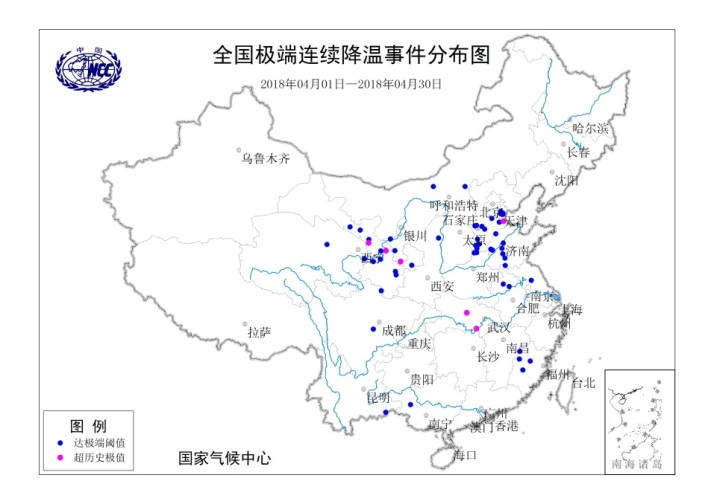 中国
NCC
全国极端连续降温事件分布图
2018年04月01日—2018年04月30日
哈尔滨
长春
乌鲁木齐
沈阳
呼和浩特
北京
天津
石家庄
银川
太原
济南
西宁
郑州
西安
南京
合肥
上海
杭州
拉萨
成都
武汉
重庆
南昌
长沙
贵阳
福州
台北
昆明
广州
南宁
澳门
香港
海口
图 例
达极端阈值
超历史极值
国家气候中心
南海诸岛